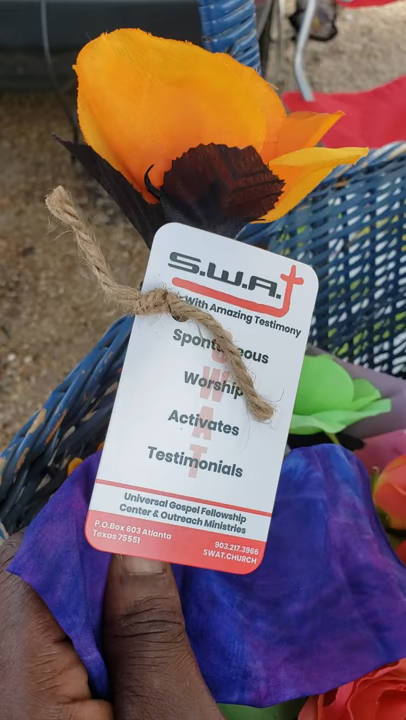 S.W.A.T
With Amazing Testimony
Spontaneous
Worship
Activates
Testimonials
SWAT
Universal Gospel Fellowship
Center & Outreach Ministries
P.O.Box 603 Atlanta
Texas 75551
903.217.3966
SWAT.CHURCH